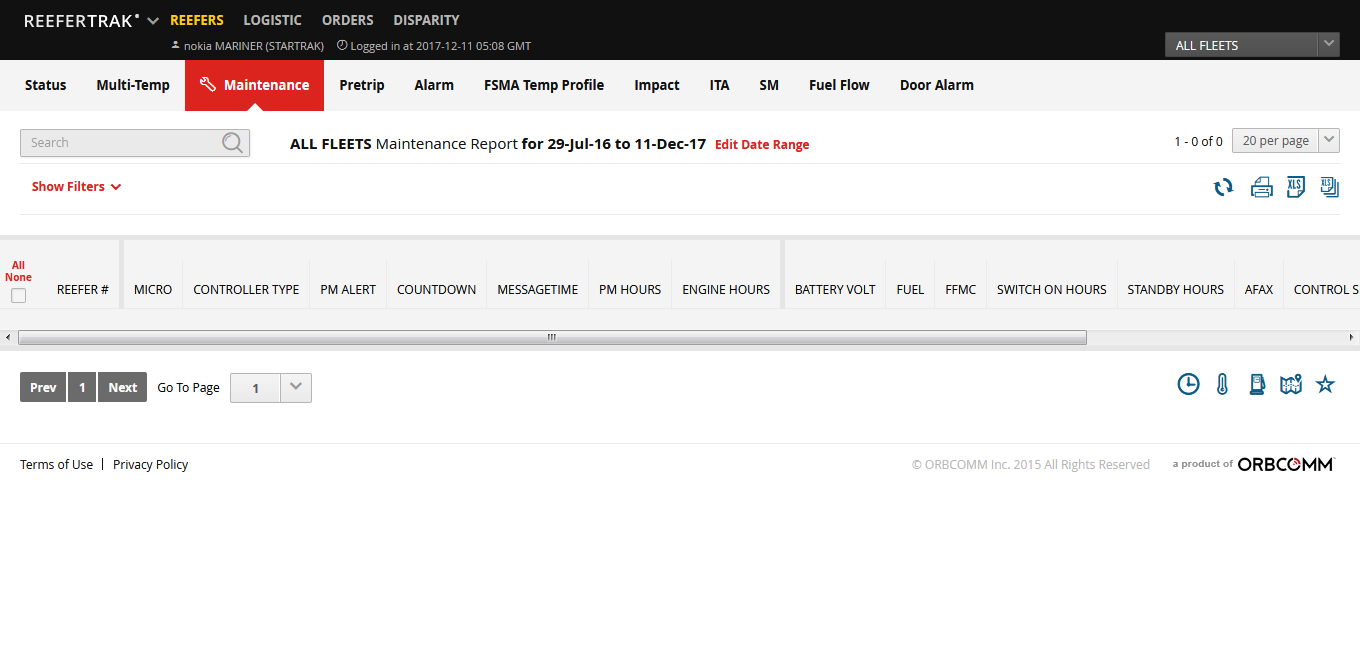 REEFERTRAK REEFERS LOGISTIC ORDERS DISPARITY
nokia MARINER (STARTRAK) Logged in at 2017-12-11 05:08 GMT
ALL FLEETS
Status Multi-Temp Maintenance Pretrip Alarm FSMA Temp Profile Impact ITA SM Fuel Flow Door Alarm
Search ALL FLEETS Maintenance Report for 29-Jul-16 to 11-Dec-17 Edit Date Range 1 - 0 of 0 20 per page
Show Filters XLS XLS
All
None
REEFER # MICRO CONTROLLER TYPE PM ALERT COUNTDOWN MESSAGETIME PM HOURS ENGINE HOURS BATTERY VOLT FUEL FFMC SWITCH ON HOURS STANDBY HOURS AFAX CONTROL S
Prev 1 Next Go To Page 1
Terms of Use | Privacy Policy © ORBCOMM Inc. 2015 All Rights Reserved a product of ORBCOMM